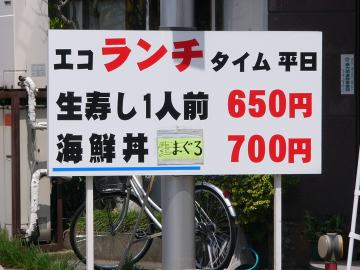 エコランチタイム 平日
生寿し1人前 650円
海鮮丼 まぐろ 700円